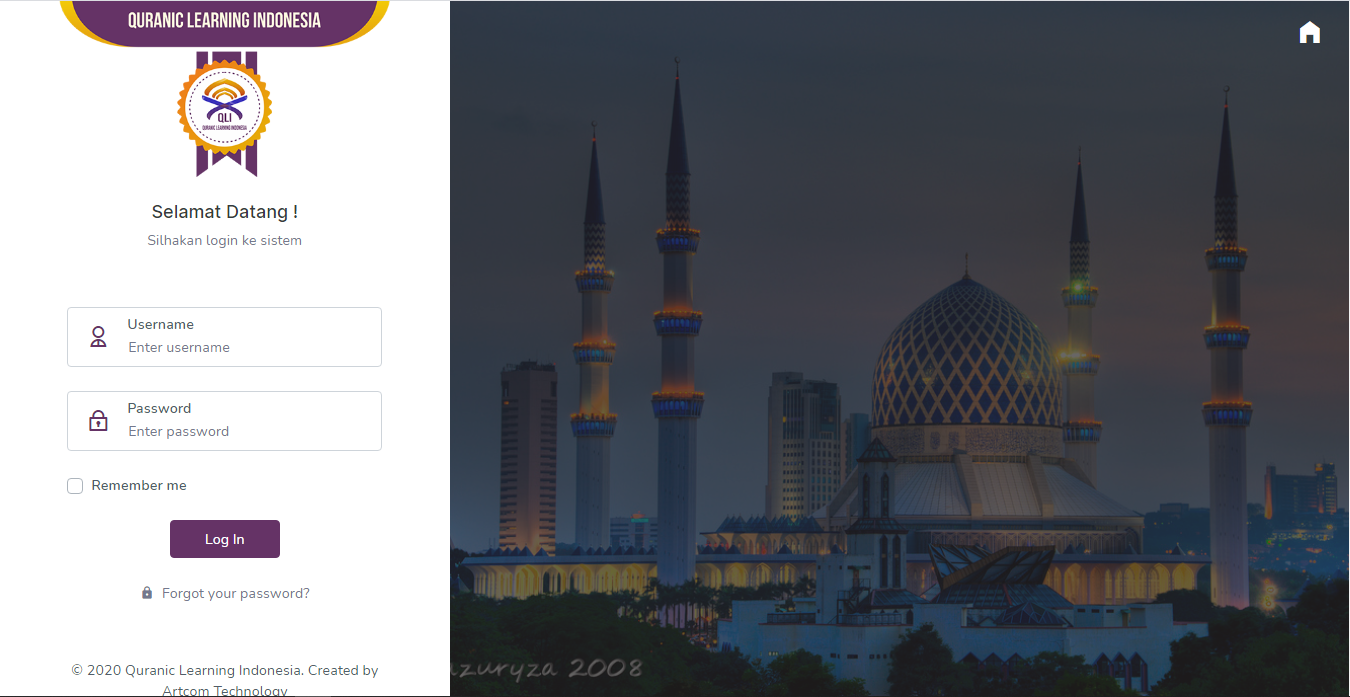 QURANIC LEARNING INDONESIA
QLI
QURANIC LEARNING INDONESIA
Selamat Datang !
Silhakan login ke sistem
Username
Enter username
Password
Enter password
Remember me
Log In
Forgot your password?
© 2020 Quranic Learning Indonesia. Created by
Artcom Technology
azuryza 2008